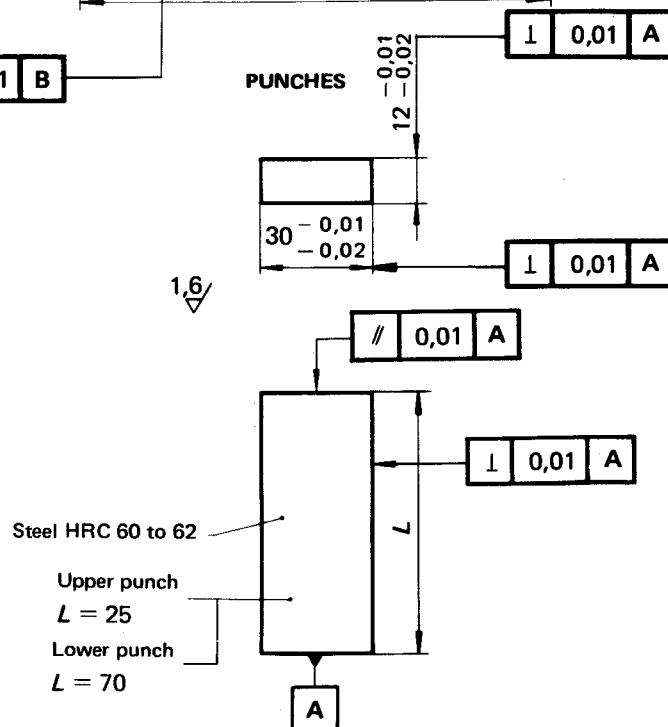 ⊥ 0,01 A
1 B
PUNCHES
12 −0,01 −0,02
30 − 0,01 − 0,02
⊥ 0,01 A
1,6
⫽ 0,01 A
⊥ 0,01 A
L
Steel HRC 60 to 62
Upper punch
L = 25
Lower punch
L = 70
A